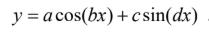 y = a cos(bx) + c sin(dx)